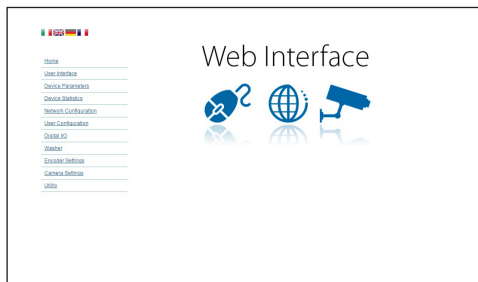 Web Interface
Home
User Interface
Device Parameters
Device Statistics
Network Configuration
User Configuration
Digital I/O
Washer
Encoder Settings
Camera Settings
Utility